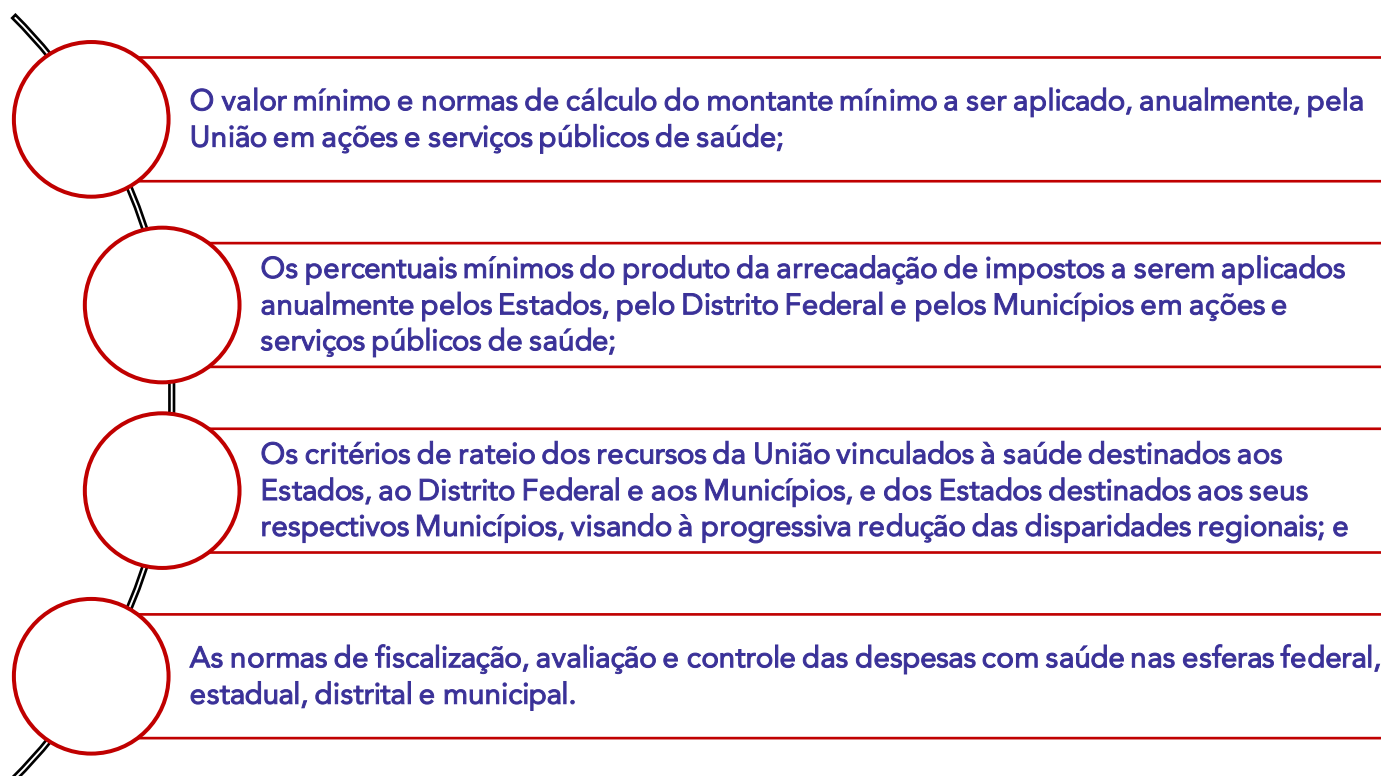 O valor mínimo e normas de cálculo do montante mínimo a ser aplicado, anualmente, pela
União em ações e serviços públicos de saúde;
Os percentuais mínimos do produto da arrecadação de impostos a serem aplicados
anualmente pelos Estados, pelo Distrito Federal e pelos Municípios em ações e
serviços públicos de saúde;
Os critérios de rateio dos recursos da União vinculados à saúde destinados aos
Estados, ao Distrito Federal e aos Municípios, e dos Estados destinados aos seus
respectivos Municípios, visando à progressiva redução das disparidades regionais; e
As normas de fiscalização, avaliação e controle das despesas com saúde nas esferas federal,
estadual, distrital e municipal.